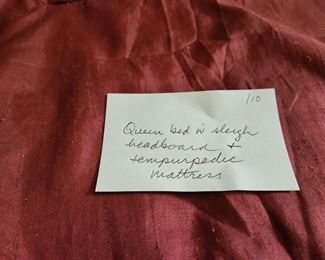 110
Queen bed w sleigh
headboard +
tempurpedic
mattress